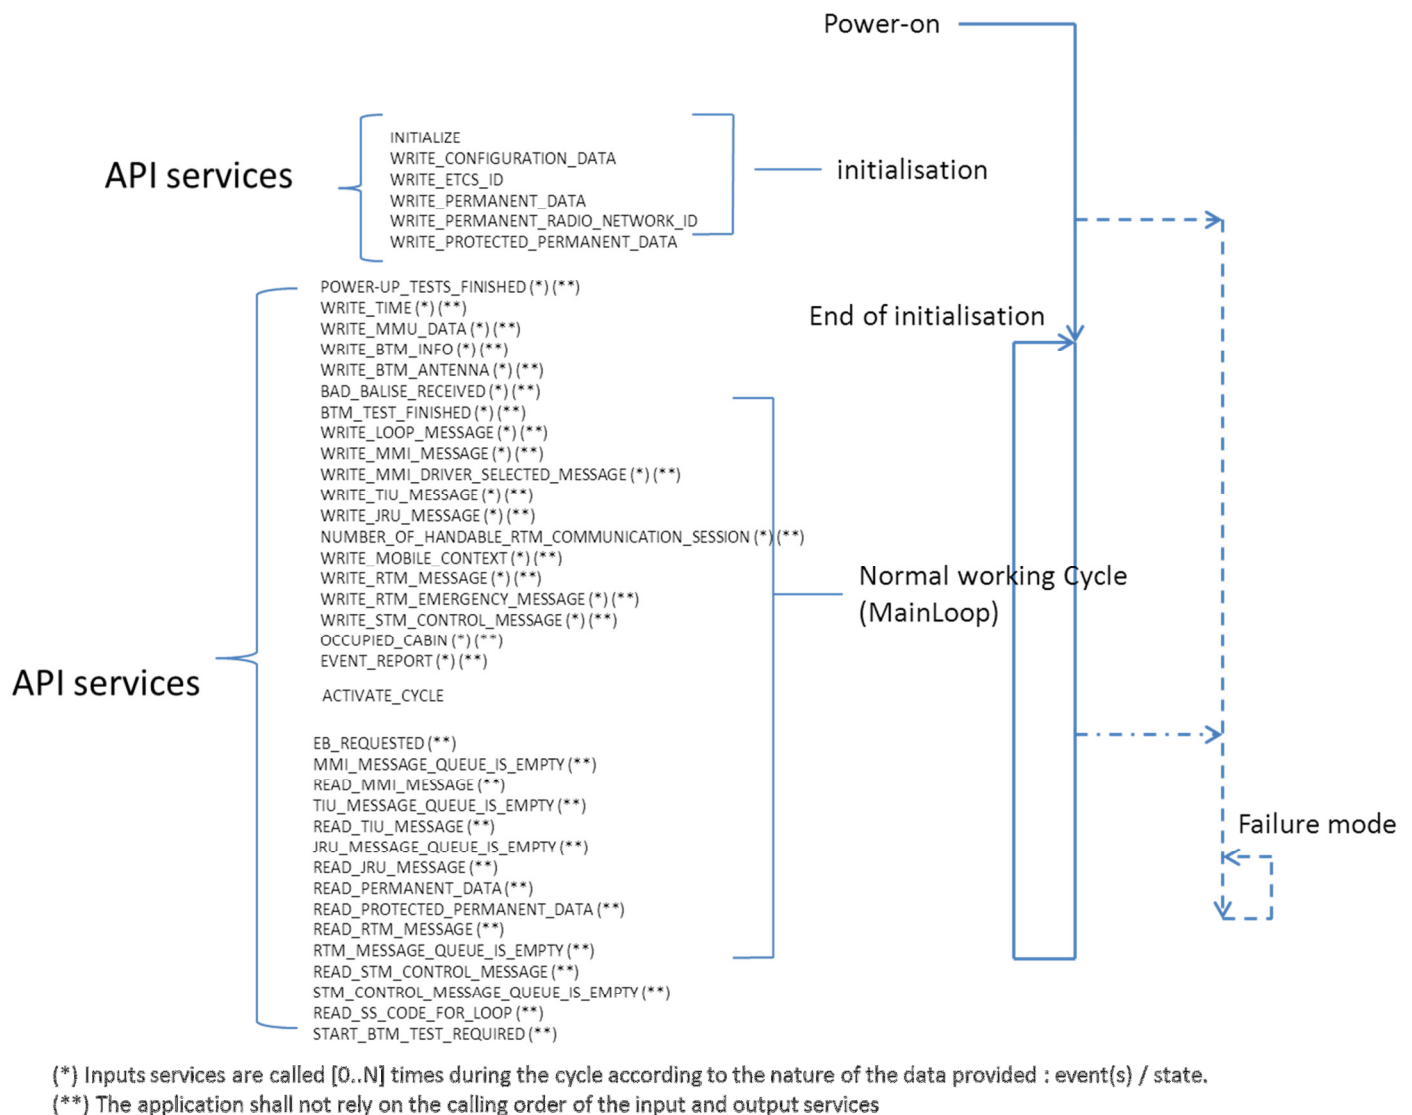 Power-on
API services
INITIALIZE
WRITE_CONFIGURATION_DATA
WRITE_ETCS_ID
WRITE_PERMANENT_DATA
WRITE_PERMANENT_RADIO_NETWORK_ID
WRITE_PROTECTED_PERMANENT_DATA
initialisation
End of initialisation
API services
POWER-UP_TESTS_FINISHED (*) (**)
WRITE_TIME (*) (**)
WRITE_MMU_DATA (*) (**)
WRITE_BTM_INFO (*) (**)
WRITE_BTM_ANTENNA (*) (**)
BAD_BALISE_RECEIVED (*) (**)
BTM_TEST_FINISHED (*) (**)
WRITE_LOOP_MESSAGE (*) (**)
WRITE_MMI_MESSAGE (*) (**)
WRITE_MMI_DRIVER_SELECTED_MESSAGE (*) (**)
WRITE_TIU_MESSAGE (*) (**)
WRITE_JRU_MESSAGE (*) (**)
NUMBER_OF_HANDABLE_RTM_COMMUNICATION_SESSION (*) (**)
WRITE_MOBILE_CONTEXT (*) (**)
WRITE_RTM_MESSAGE (*) (**)
WRITE_RTM_EMERGENCY_MESSAGE (*) (**)
WRITE_STM_CONTROL_MESSAGE (*) (**)
OCCUPIED_CABIN (*) (**)
EVENT_REPORT (*) (**)
ACTIVATE_CYCLE
EB_REQUESTED (**)
MMI_MESSAGE_QUEUE_IS_EMPTY (**)
READ_MMI_MESSAGE (**)
TIU_MESSAGE_QUEUE_IS_EMPTY (**)
READ_TIU_MESSAGE (**)
JRU_MESSAGE_QUEUE_IS_EMPTY (**)
READ_JRU_MESSAGE (**)
READ_PERMANENT_DATA (**)
READ_PROTECTED_PERMANENT_DATA (**)
READ_RTM_MESSAGE (**)
RTM_MESSAGE_QUEUE_IS_EMPTY (**)
READ_STM_CONTROL_MESSAGE (**)
STM_CONTROL_MESSAGE_QUEUE_IS_EMPTY (**)
READ_SS_CODE_FOR_LOOP (**)
START_BTM_TEST_REQUIRED (**)
Normal working Cycle
(MainLoop)
Failure mode
(*) Inputs services are called [0..N] times during the cycle according to the nature of the data provided : event(s) / state.
(**) The application shall not rely on the calling order of the input and output services